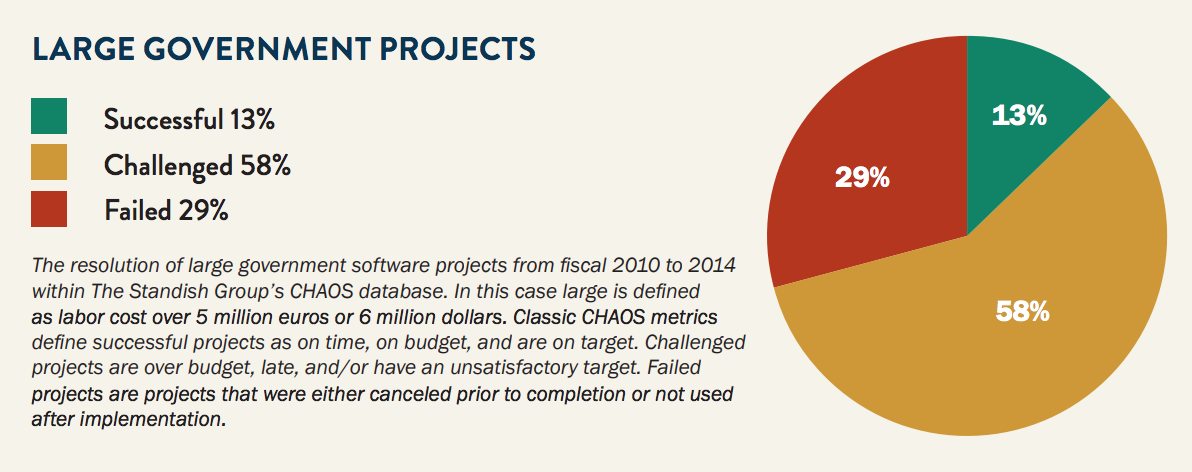 LARGE GOVERNMENT PROJECTS
Successful 13%
Challenged 58%
Failed 29%
The resolution of large government software projects from fiscal 2010 to 2014
within The Standish Group’s CHAOS database. In this case large is defined
as labor cost over 5 million euros or 6 million dollars. Classic CHAOS metrics
define successful projects as on time, on budget, and are on target. Challenged
projects are over budget, late, and/or have an unsatisfactory target. Failed
projects are projects that were either canceled prior to completion or not used
after implementation.
13%
29%
58%